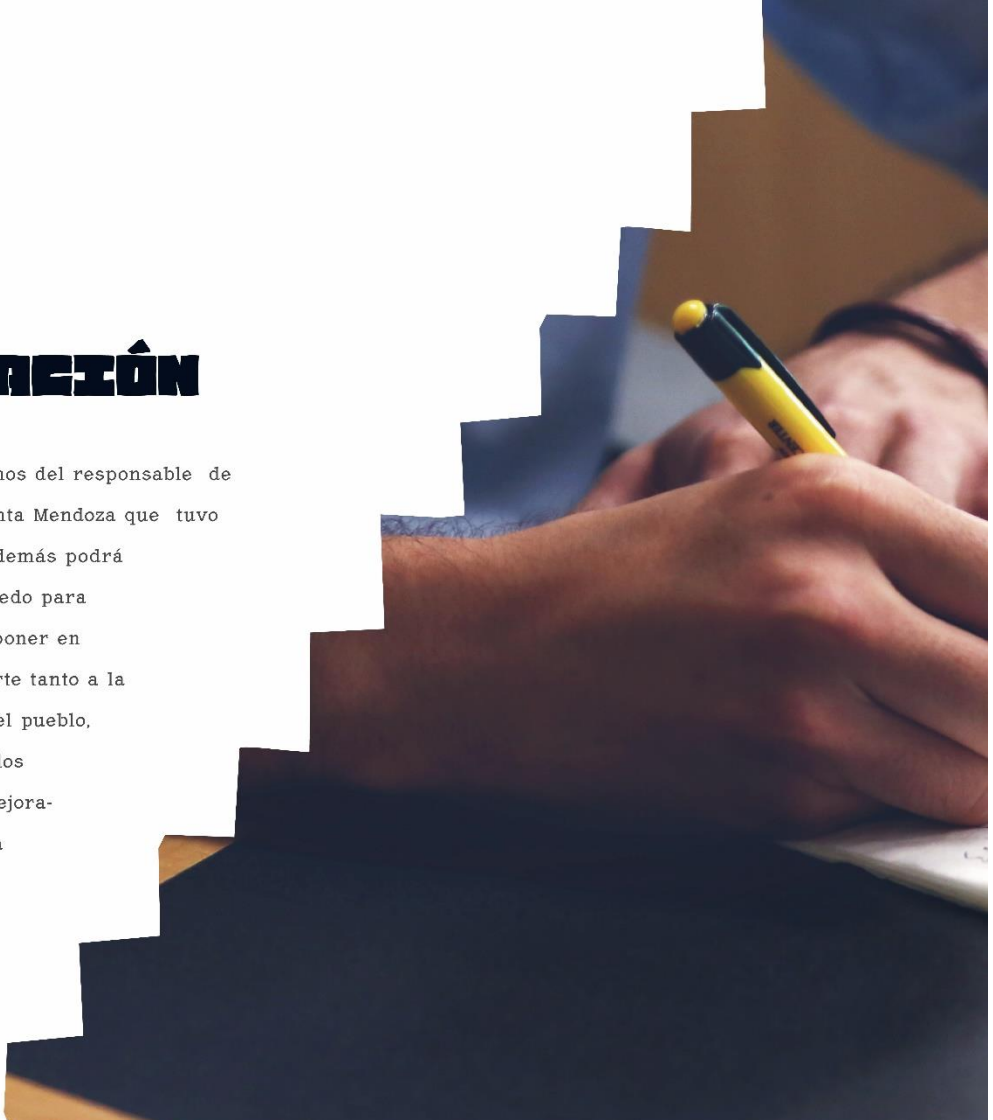 ACIÓN
nos del responsable de
nta Mendoza que tuvo
demás podrá
edo para
poner en
rte tanto a la
el pueblo,
los
ejora-
a